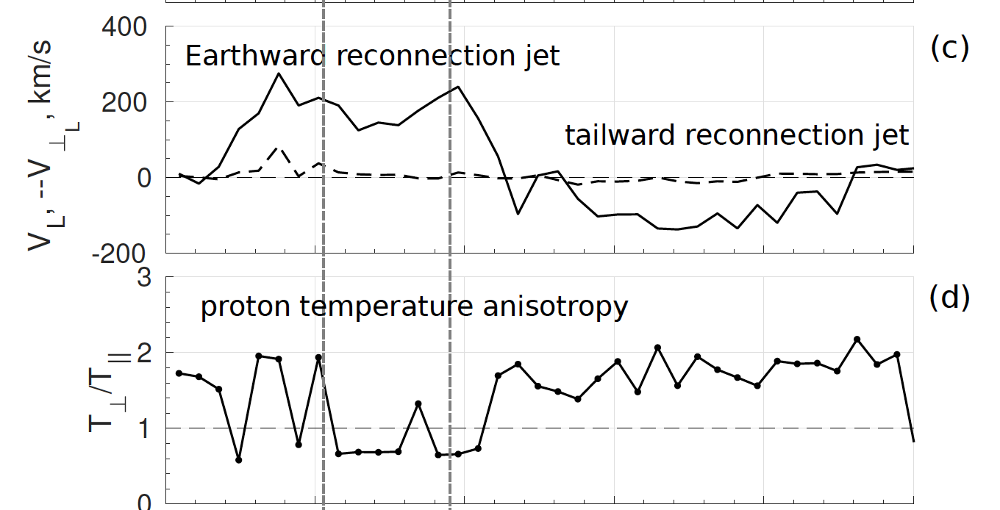 400
Earthward reconnection jet
(c)
200
tailward reconnection jet
0
-200
V_L, --V_⊥_L, km/s
3
proton temperature anisotropy
(d)
2
1
0
T_⊥/T_||